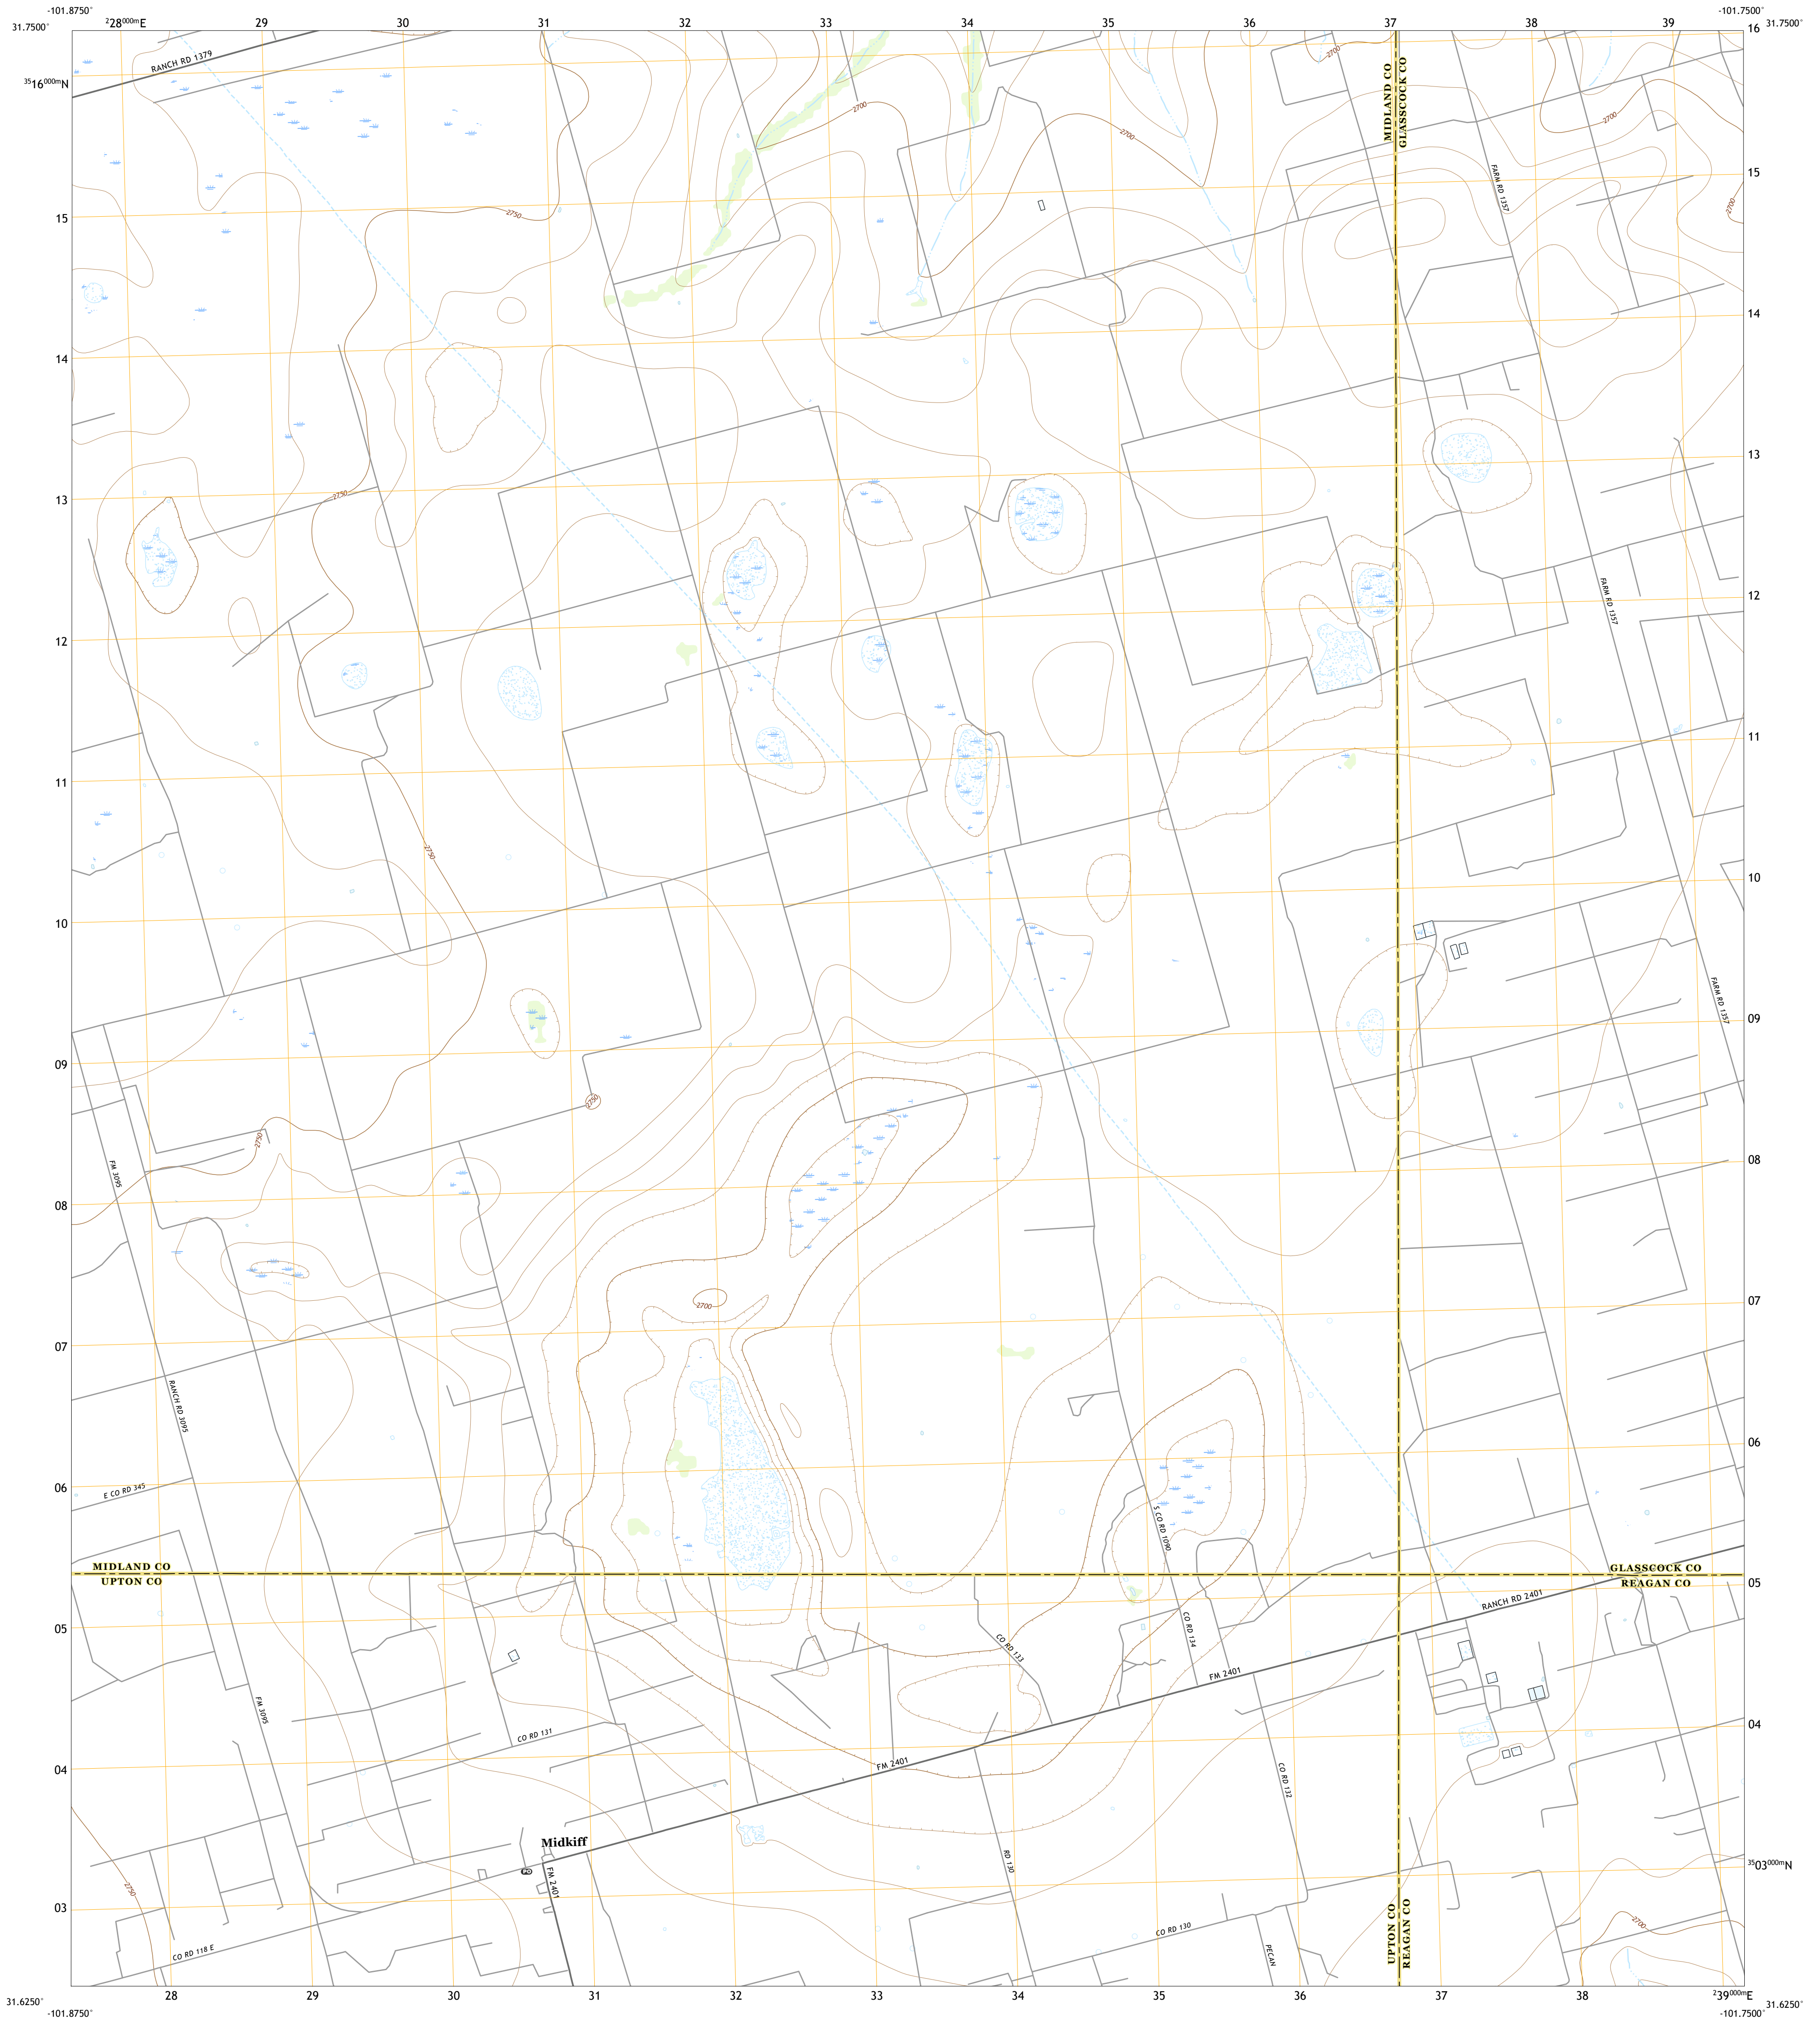 -101.8750°
-101.7500°
31.7500°
²28⁰⁰⁰ᵐE
29
30
31
32
33
34
35
36
37
38
39
16
31.7500°
RANCH RD 1379
³⁵16⁰⁰⁰ᵐN
2700
MIDLAND CO
GLASSCOCK CO
2700
2700
2700
FARM RD 1357
15
15
2750
2700
14
14
13
13
2750
12
12
FARM RD 1357
11
11
2750
10
10
FARM RD 1357
09
09
2750
2750
FM 3095
08
08
2700
07
07
RANCH RD 3095
06
06
E CO RD 345
S CO RD 1090
MIDLAND CO
UPTON CO
GLASSCOCK CO
REAGAN CO
05
05
RANCH RD 2401
CO RD 134
CO RD 133
FM 2401
FM 3095
CO RD 131
04
04
FM 2401
CO RD 132
Midkiff
PO
FM 2401
RD 130
³⁵03⁰⁰⁰ᵐN
03
2750
2700
CO RD 118 E
CO RD 130
PECAN
UPTON CO
REAGAN CO
31.6250°
28
29
30
31
32
33
34
35
36
37
38
²39⁰⁰⁰ᵐE
31.6250°
-101.8750°
-101.7500°